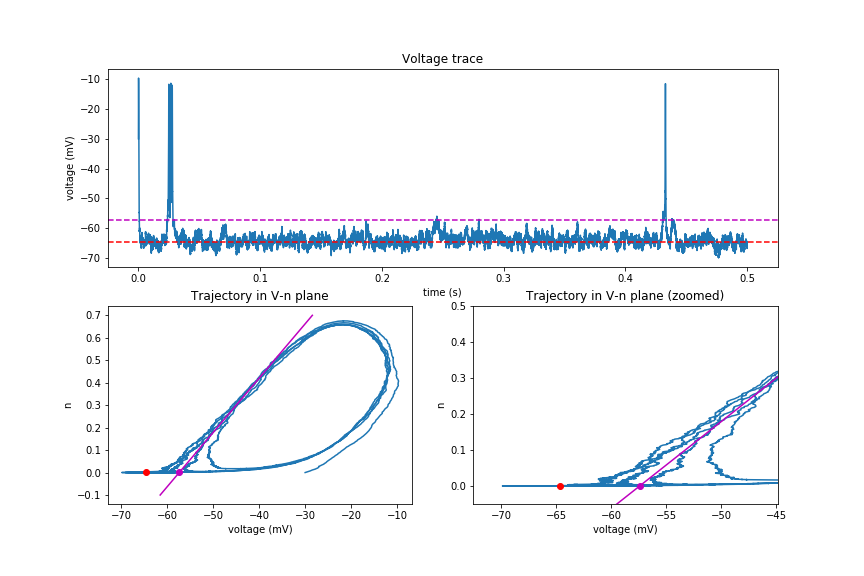 Voltage trace
voltage (mV)
−10
−20
−30
−40
−50
−60
−70
0.0 0.1 0.2 0.3 0.4 0.5
time (s)
Trajectory in V-n plane
n
0.7
0.6
0.5
0.4
0.3
0.2
0.1
0.0
−0.1
−70 −60 −50 −40 −30 −20 −10
voltage (mV)
Trajectory in V-n plane (zoomed)
n
0.5
0.4
0.3
0.2
0.1
0.0
−70 −65 −60 −55 −50 −45
voltage (mV)